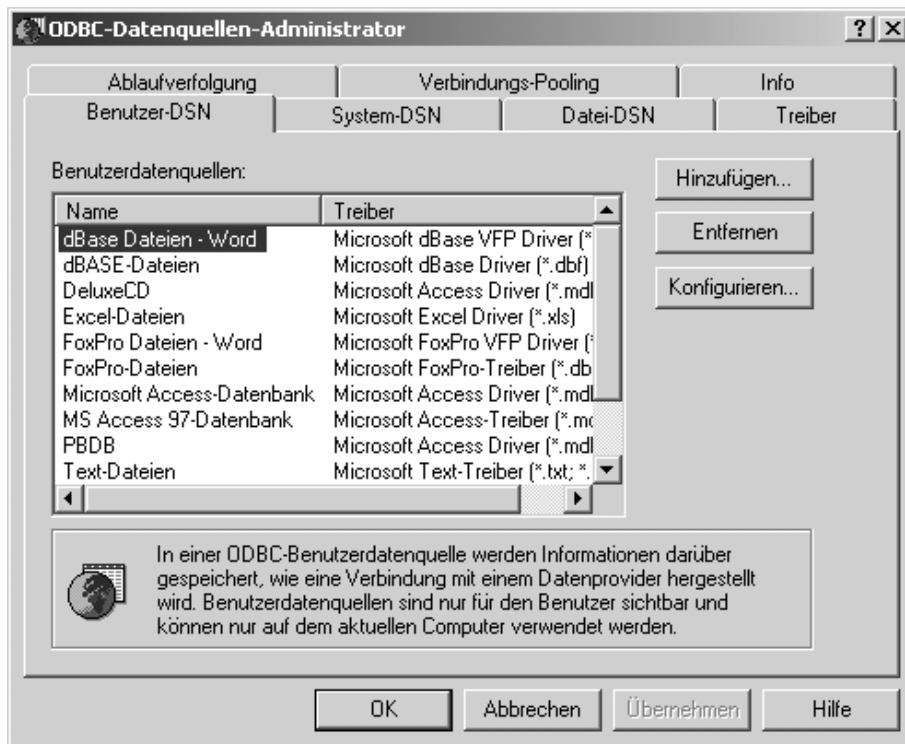 ODBC-Datenquellen-Administrator
Ablaufverfolgung Verbindungs-Pooling Info
Benutzer-DSN System-DSN Datei-DSN Treiber
Benutzerdatenquellen:
Hinzufügen...
Entfernen
Konfigurieren...
Name Treiber
dBase Dateien - Word Microsoft dBase VFP Driver (*
dBASE-Dateien Microsoft dBase Driver (*.dbf)
DeluxeCD Microsoft Access Driver (*.mdl
Excel-Dateien Microsoft Excel Driver (*.xls)
FoxPro Dateien - Word Microsoft FoxPro VFP Driver (*
FoxPro-Dateien Microsoft FoxPro-Treiber (*.db
Microsoft Access-Datenbank Microsoft Access Driver (*.mdl
MS Access 97-Datenbank Microsoft Access-Treiber (*.mc
PBDB Microsoft Access Driver (*.mdl
Text-Dateien Microsoft Text-Treiber (*.txt; *.
In einer ODBC-Benutzerdatenquelle werden Informationen darüber
gespeichert, wie eine Verbindung mit einem Datenprovider hergestellt
wird. Benutzerdatenquellen sind nur für den Benutzer sichtbar und
können nur auf dem aktuellen Computer verwendet werden.
OK Abbrechen Übernehmen Hilfe